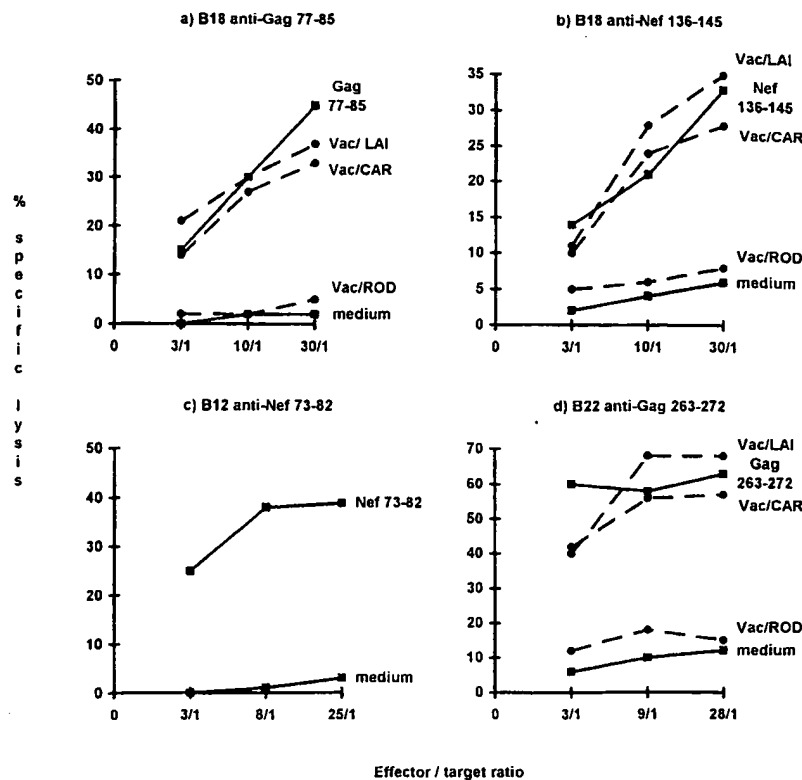 a) B18 anti-Gag 77-85
50
40
30
20
10
0
0
3/1
10/1
30/1
Gag
77-85
Vac/ LAI
Vac/CAR
Vac/ROD
medium
b) B18 anti-Nef 136-145
35
30
25
20
15
10
5
0
0
3/1
10/1
30/1
Vac/LAI
Nef
136-145
Vac/CAR
Vac/ROD
medium
% specific lysis
c) B12 anti-Nef 73-82
50
40
30
20
10
0
0
3/1
8/1
25/1
Nef 73-82
medium
d) B22 anti-Gag 263-272
70
60
50
40
30
20
10
0
0
3/1
9/1
28/1
Vac/LAI
Gag
263-272
Vac/CAR
Vac/ROD
medium
Effector / target ratio